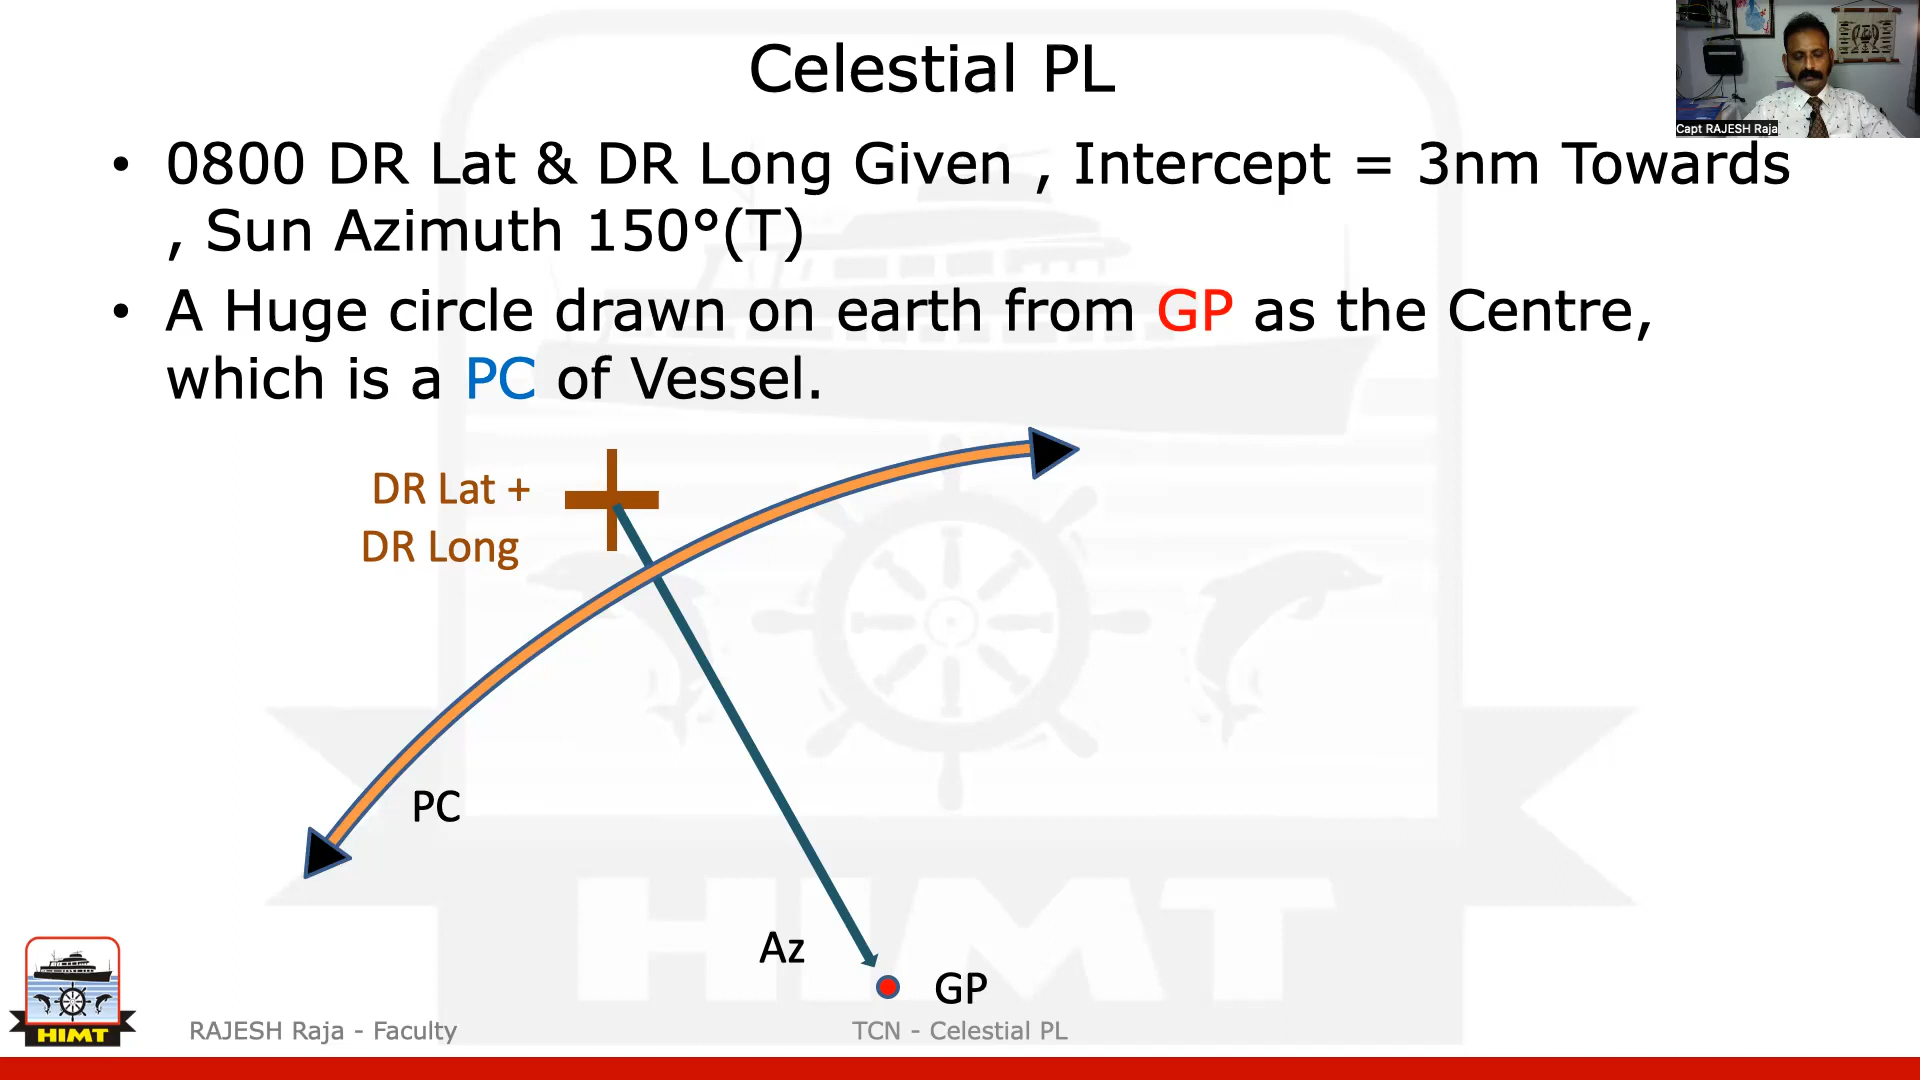 Celestial PL
Capt RAJESH Raja
• 0800 DR Lat & DR Long Given , Intercept = 3nm Towards
, Sun Azimuth 150°(T)
• A Huge circle drawn on earth from GP as the Centre,
which is a PC of Vessel.
DR Lat +
DR Long
PC
Az
GP
HIMT
HIMT
RAJESH Raja - Faculty
TCN - Celestial PL